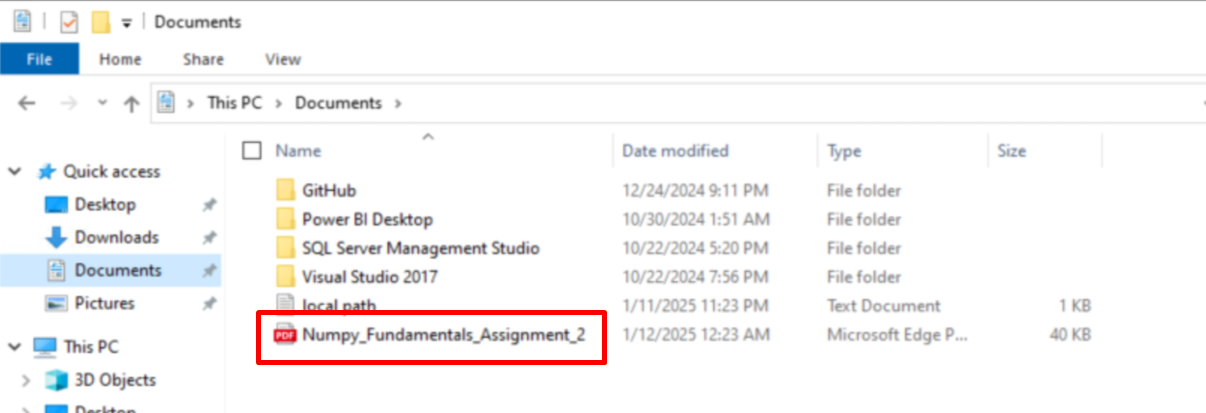 Documents
File Home Share View
This PC > Documents >
Name Date modified Type Size
Quick access
Desktop
Downloads
Documents
Pictures
This PC
3D Objects
Desktop
GitHub 12/24/2024 9:11 PM File folder
Power BI Desktop 10/30/2024 1:51 AM File folder
SQL Server Management Studio 10/22/2024 5:20 PM File folder
Visual Studio 2017 10/22/2024 7:56 PM File folder
local path 1/11/2025 11:23 PM Text Document 1 KB
PDF Numpy_Fundamentals_Assignment_2 1/12/2025 12:23 AM Microsoft Edge P... 40 KB